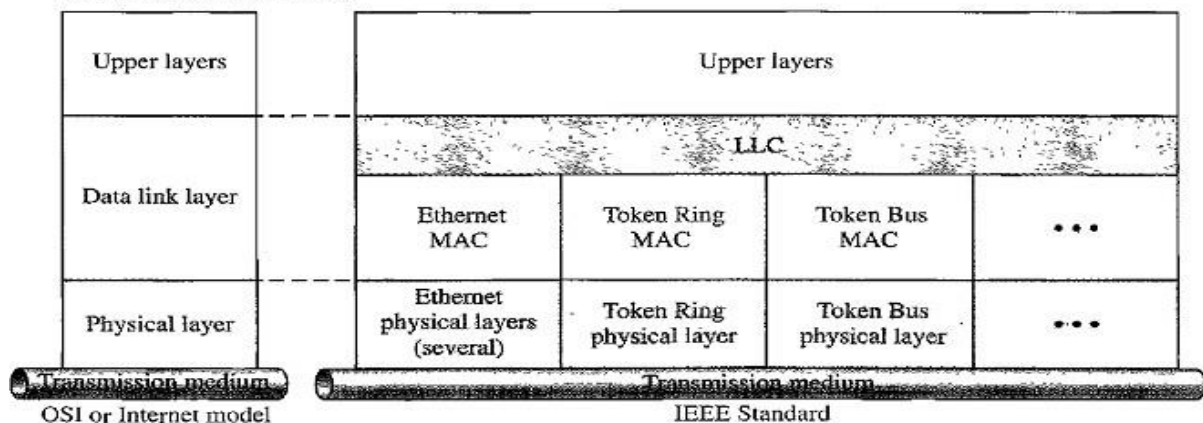 Upper layers
Data link layer
Physical layer
Transmission medium
OSI or Internet model
Upper layers
LLC
Ethernet
MAC
Token Ring
MAC
Token Bus
MAC
• • •
Ethernet
physical layers
(several)
Token Ring
physical layer
Token Bus
physical layer
• • •
Transmission medium
IEEE Standard